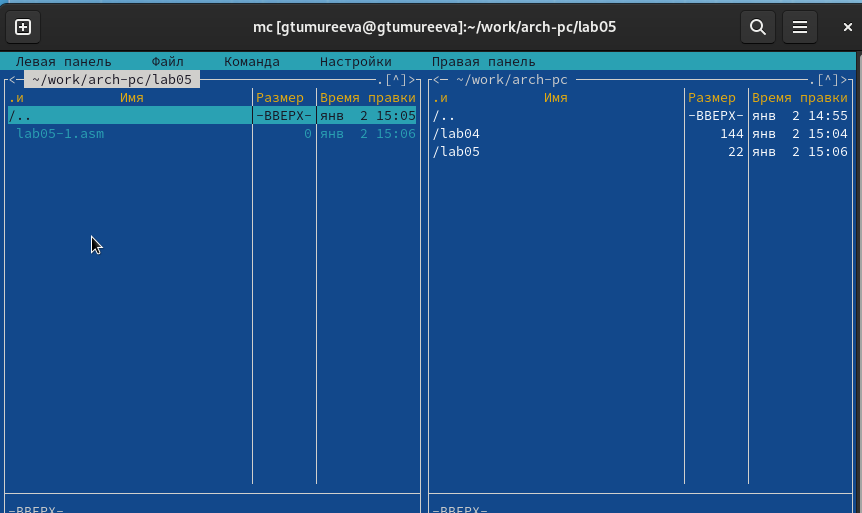 mc [gtumureeva@gtumureeva]:~/work/arch-pc/lab05
Левая панель Файл Команда Настройки Правая панель
<─ ~/work/arch-pc/lab05 .[^]>
.и Имя Размер Время правки
/.. -ВВЕРХ- янв 2 15:05
lab05-1.asm 0 янв 2 15:06
-ВВЕРХ-
<─ ~/work/arch-pc .[^]>
.и Имя Размер Время правки
/.. -ВВЕРХ- янв 2 14:55
/lab04 144 янв 2 15:04
/lab05 22 янв 2 15:06
-ВВЕРХ-